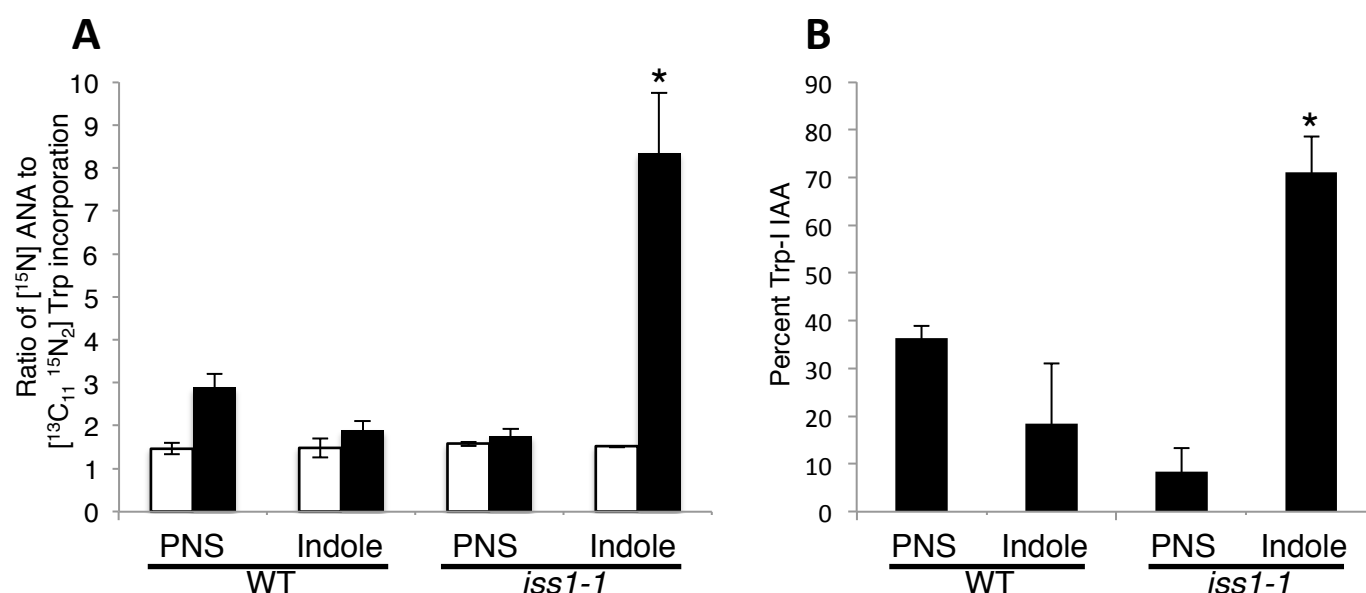 A
Ratio of [¹⁵N] ANA to
[¹³C₁₁ ¹⁵N₂] Trp incorporation
10
9
8
7
6
5
4
3
2
1
0
*
PNS Indole PNS Indole
WT iss1-1
B
Percent Trp-I IAA
90
80
70
60
50
40
30
20
10
0
*
PNS Indole PNS Indole
WT iss1-1